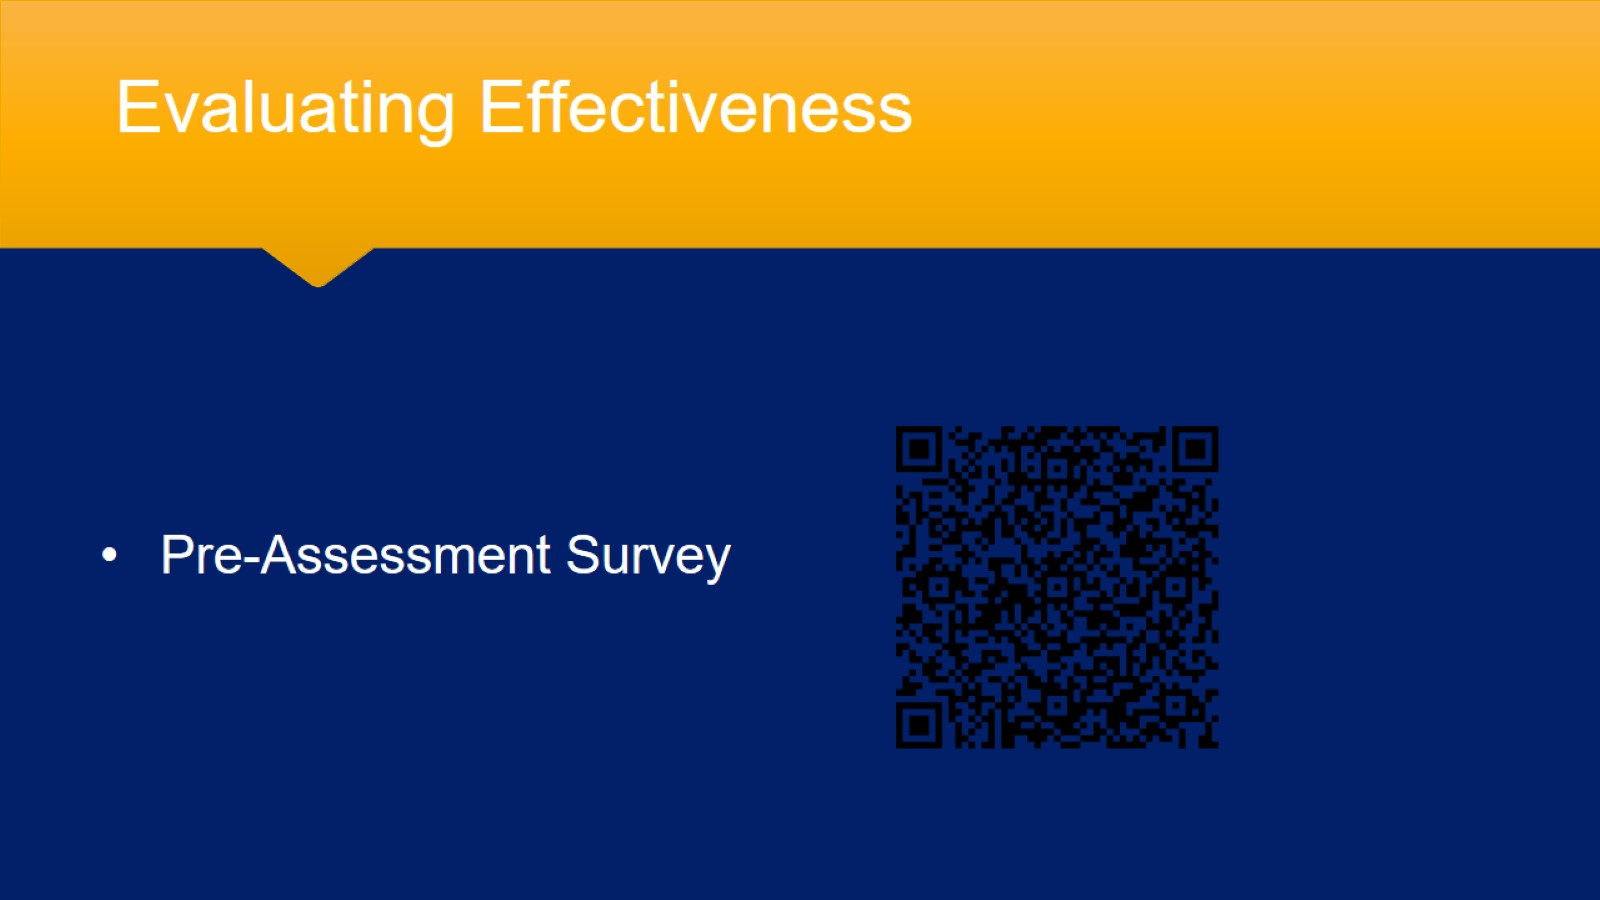 Evaluating Effectiveness
• Pre-Assessment Survey